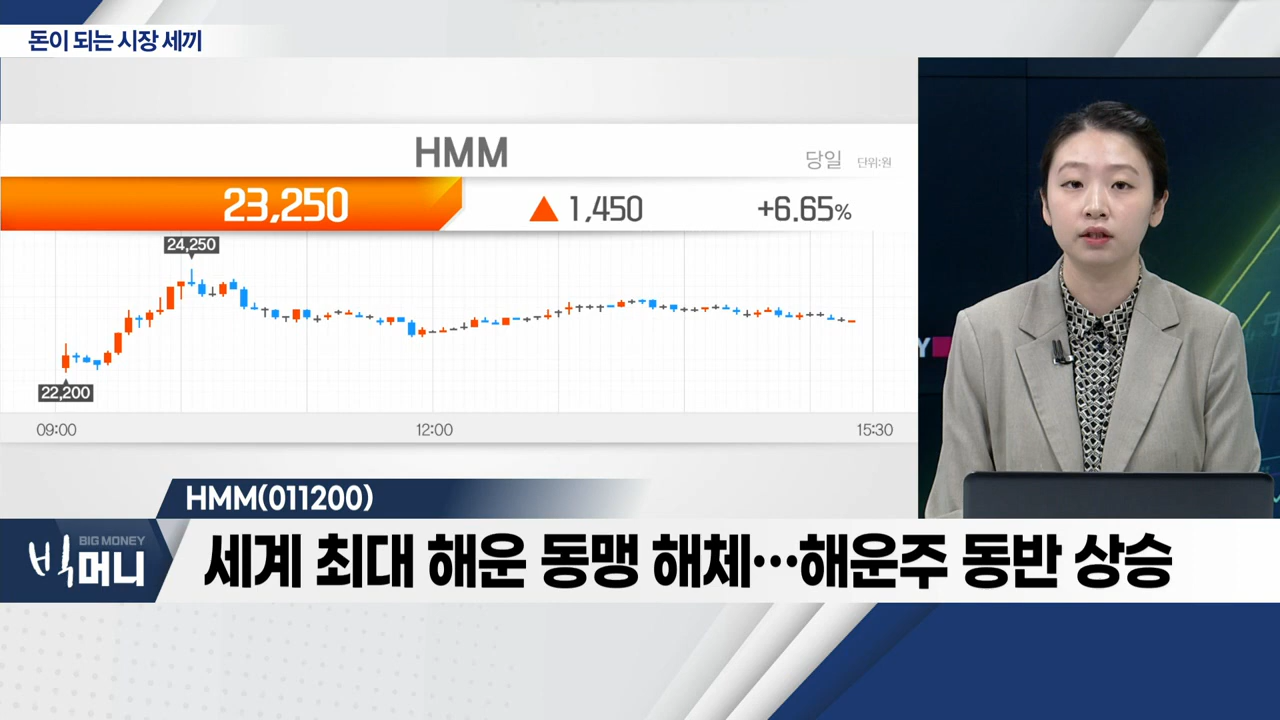 돈이 되는 시장 세끼
HMM
당일 단위:원
23,250 ▲ 1,450 +6.65%
24,250
22,200
09:00 12:00 15:30
Y
HMM(011200)
BIG MONEY
빅머니
세계 최대 해운 동맹 해체…해운주 동반 상승